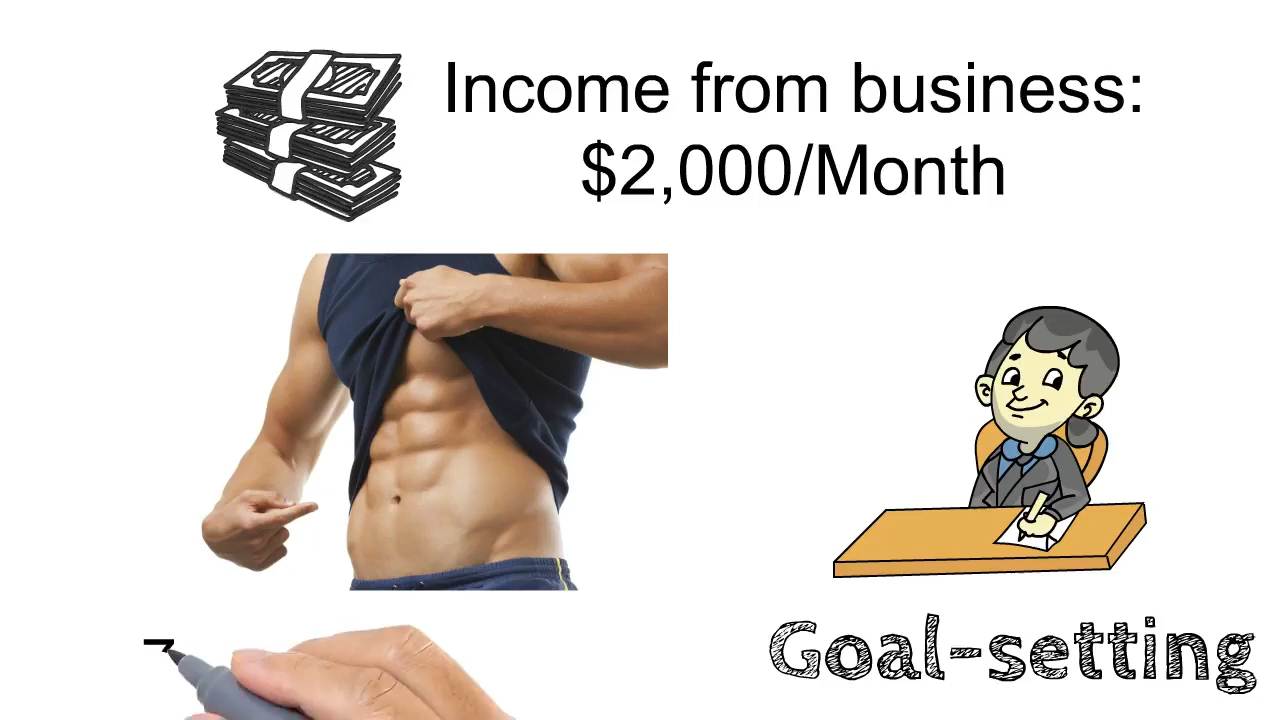 Income from business:
$2,000/Month
Goal-setting